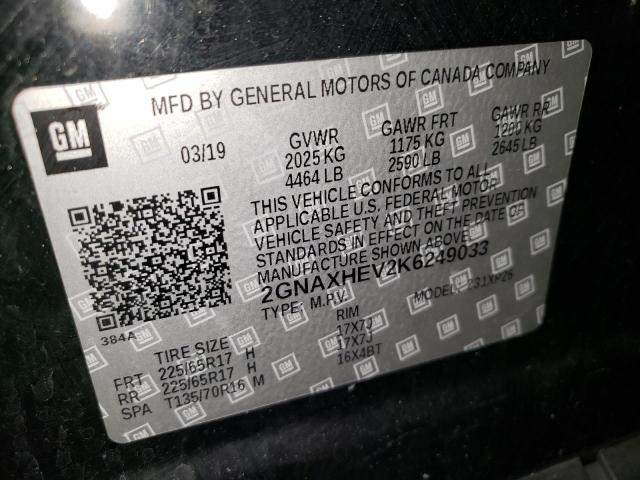 MFD BY GENERAL MOTORS OF CANADA COMPANY
GM
03/19 GVWR GAWR FRT GAWR RR
2025 KG 1175 KG 1200 KG
4464 LB 2590 LB 2645 LB
THIS VEHICLE CONFORMS TO ALL
APPLICABLE U.S. FEDERAL MOTOR
VEHICLE SAFETY AND THEFT PREVENTION
STANDARDS IN EFFECT ON THE DATE OF
MANUFACTURE SHOWN ABOVE.
2GNAXHEV2K6249033
TYPE: M.P.V. MODEL:
384A
TIRE SIZE RIM
FRT 225/65R17 H 17X7J
RR 225/65R17 H 17X7J
SPA T135/70R16 M 16X4BT